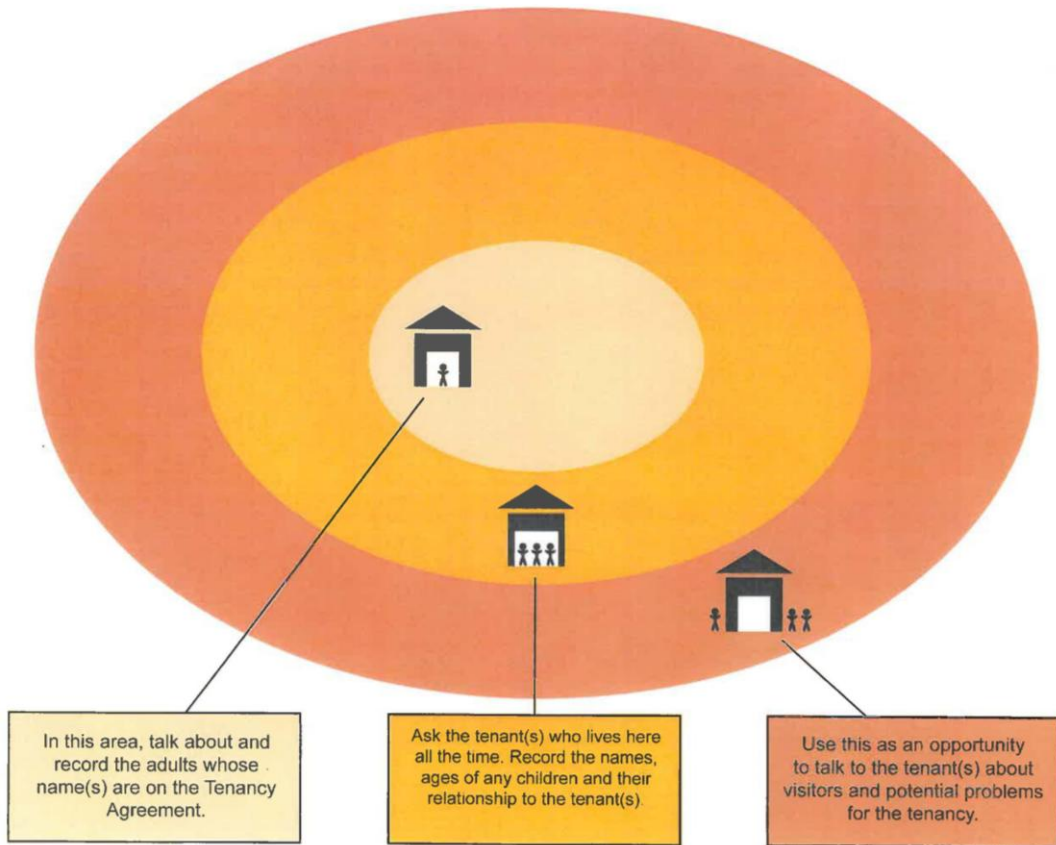 In this area, talk about and
record the adults whose
name(s) are on the Tenancy
Agreement.
Ask the tenant(s) who lives here
all the time. Record the names,
ages of any children and their
relationship to the tenant(s).
Use this as an opportunity
to talk to the tenant(s) about
visitors and potential problems
for the tenancy.